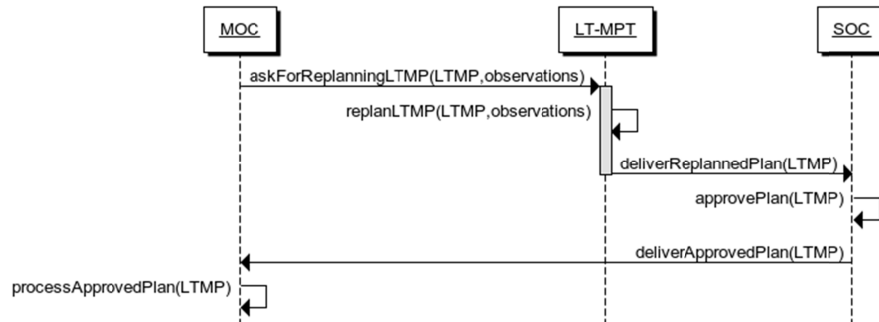 MOC
LT-MPT
SOC
askForReplanningLTMP(LTMP,observations)
replanLTMP(LTMP,observations)
deliverReplannedPlan(LTMP)
approvePlan(LTMP)
deliverApprovedPlan(LTMP)
processApprovedPlan(LTMP)